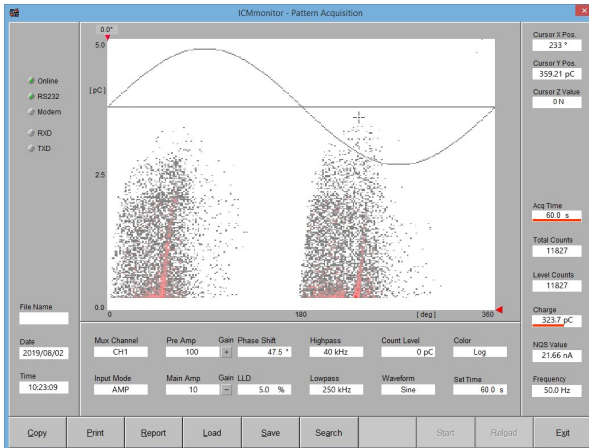 ICMmonitor - Pattern Acquisition
0.0°
5.0
[pC]
2.5
0.0
0
180
[deg]
360
Online
RS232
Modem
RXD
TXD
File Name
Date
2019/08/02
Time
10:23:09
Cursor X Pos.
233 °
Cursor Y Pos.
359.21 pC
Cursor Z Value
0 N
Acq Time
60.0 s
Total Counts
11827
Level Counts
11827
Charge
323.7 pC
NQS Value
21.66 nA
Frequency
50.0 Hz
Mux Channel
CH1
Pre Amp
100
Gain
+
Phase Shift
47.5 °
Highpass
40 kHz
Count Level
0 pC
Color
Log
Input Mode
AMP
Main Amp
10
Gain
−
LLD
5.0 %
Lowpass
250 kHz
Waveform
Sine
Set Time
60.0 s
Copy
Print
Report
Load
Save
Search
Start
Reload
Exit